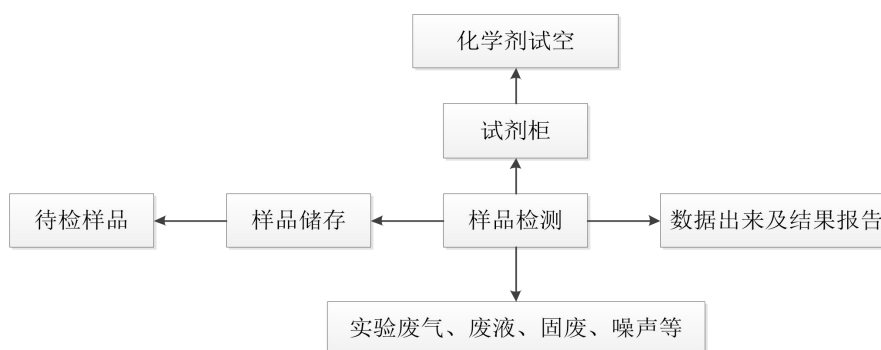 化学剂试空
试剂柜
待检样品
样品储存
样品检测
数据出来及结果报告
实验废气、废液、固废、噪声等